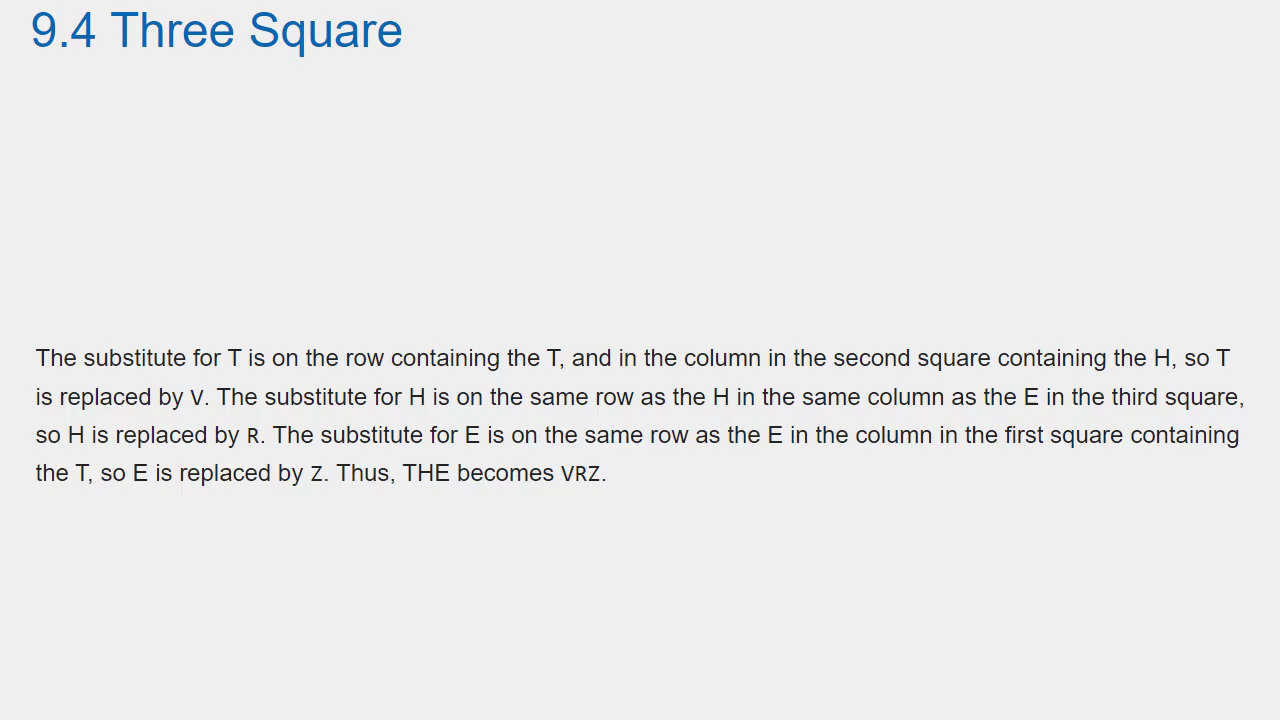 9.4 Three Square
The substitute for T is on the row containing the T, and in the column in the second square containing the H, so T
is replaced by V. The substitute for H is on the same row as the H in the same column as the E in the third square,
so H is replaced by R. The substitute for E is on the same row as the E in the column in the first square containing
the T, so E is replaced by Z. Thus, THE becomes VRZ.